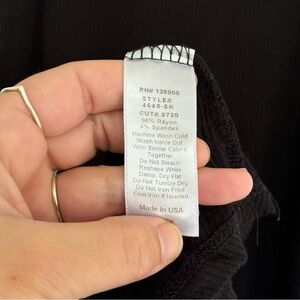 RN# 136050
STYLE#
4648-SK
CUT# 8720
96% Rayon
4% Spandex
Machine Wash Cold
Wash Inside Out
With Similar Colors
Together
Do Not Bleach
Reshape While
Damp, Dry Flat
Do Not Tumble Dry
Do Not Iron Print
Cool Iron if Needed
Made in USA